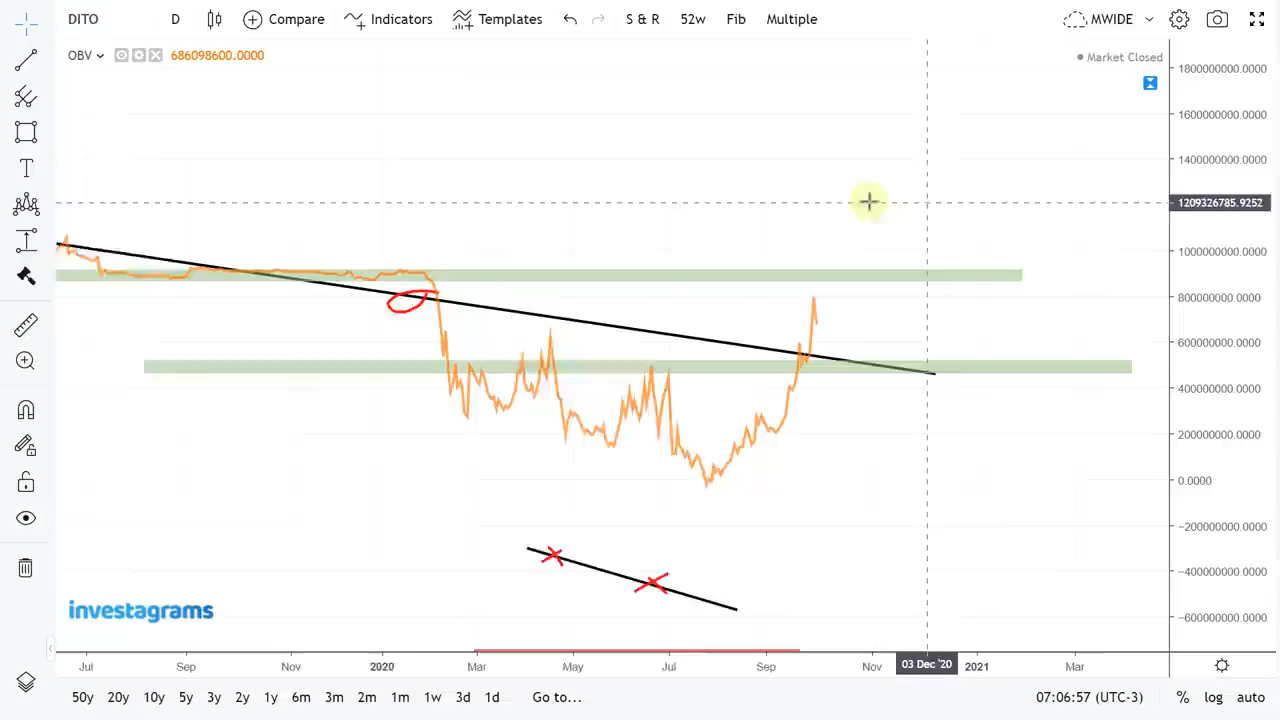 DITO D Compare Indicators Templates S & R 52w Fib Multiple MWIDE
OBV 686098600.0000
Market Closed
1800000000.0000
1600000000.0000
1400000000.0000
1209326785.9252
1000000000.0000
800000000.0000
600000000.0000
400000000.0000
200000000.0000
0.0000
-200000000.0000
-400000000.0000
-600000000.0000
investagrams
Jul Sep Nov 2020 Mar May Jul Sep Nov 03 Dec '20 2021 Mar
50y 20y 10y 5y 3y 2y 1y 6m 3m 2m 1m 1w 3d 1d Go to... 07:06:57 (UTC-3) % log auto